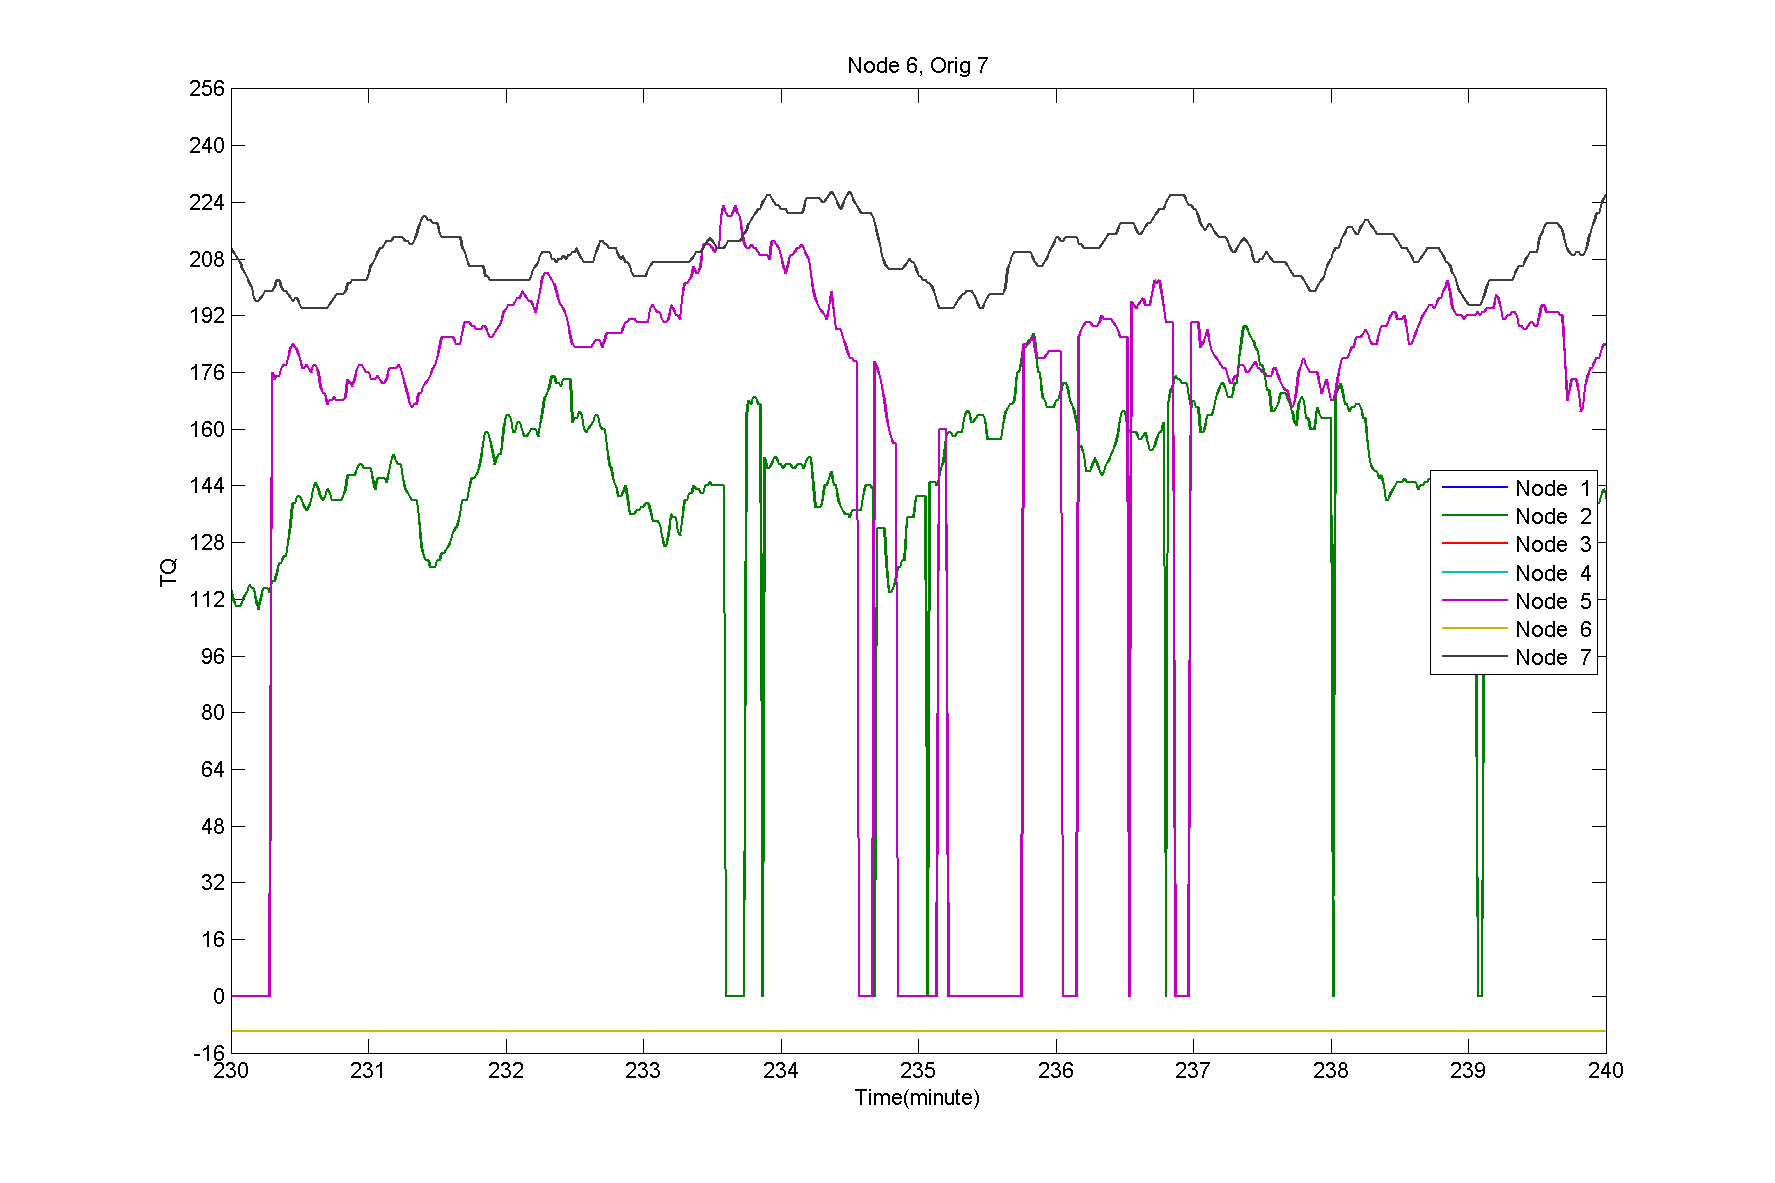 Node 6, Orig 7
256
240
224
208
192
176
160
144
128
112
96
80
64
48
32
16
0
-16
TQ
Node 1
Node 2
Node 3
Node 4
Node 5
Node 6
Node 7
230 231 232 233 234 235 236 237 238 239 240
Time(minute)